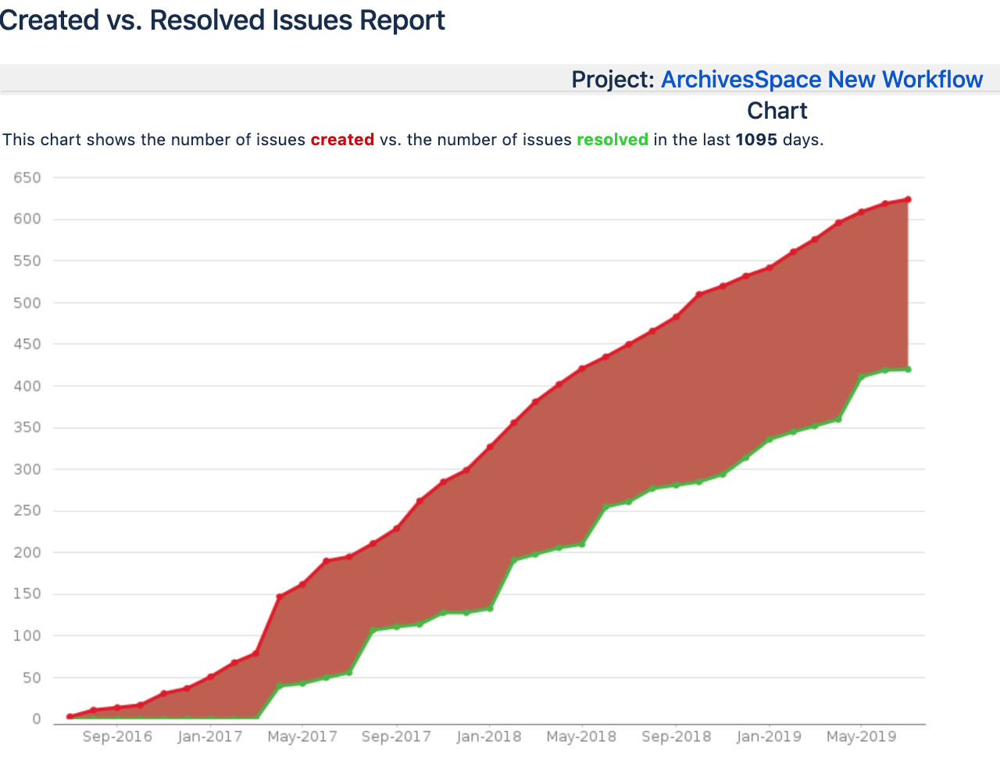 Created vs. Resolved Issues Report
Project: ArchivesSpace New Workflow
Chart
This chart shows the number of issues created vs. the number of issues resolved in the last 1095 days.
650
600
550
500
450
400
350
300
250
200
150
100
50
0
Sep-2016 Jan-2017 May-2017 Sep-2017 Jan-2018 May-2018 Sep-2018 Jan-2019 May-2019